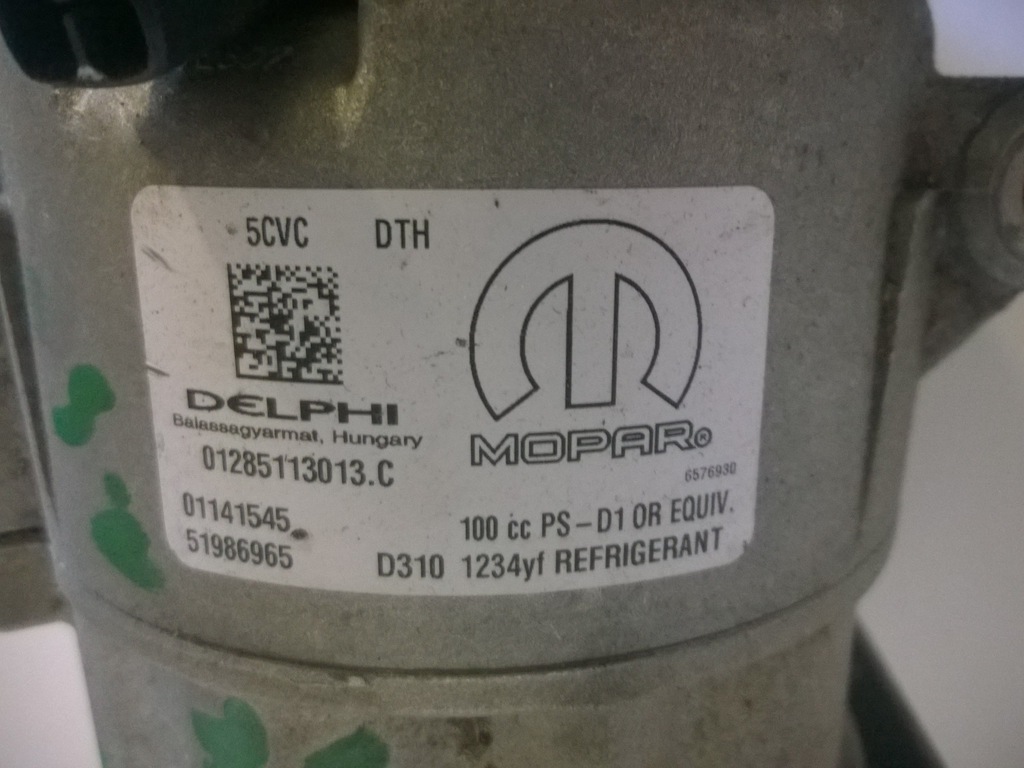 5CVC DTH
DELPHI
Balassagyarmat, Hungary
01285113013.C
01141545
51986965
MOPAR®
6576930
100 cc PS-D1 OR EQUIV.
D310 1234yf REFRIGERANT